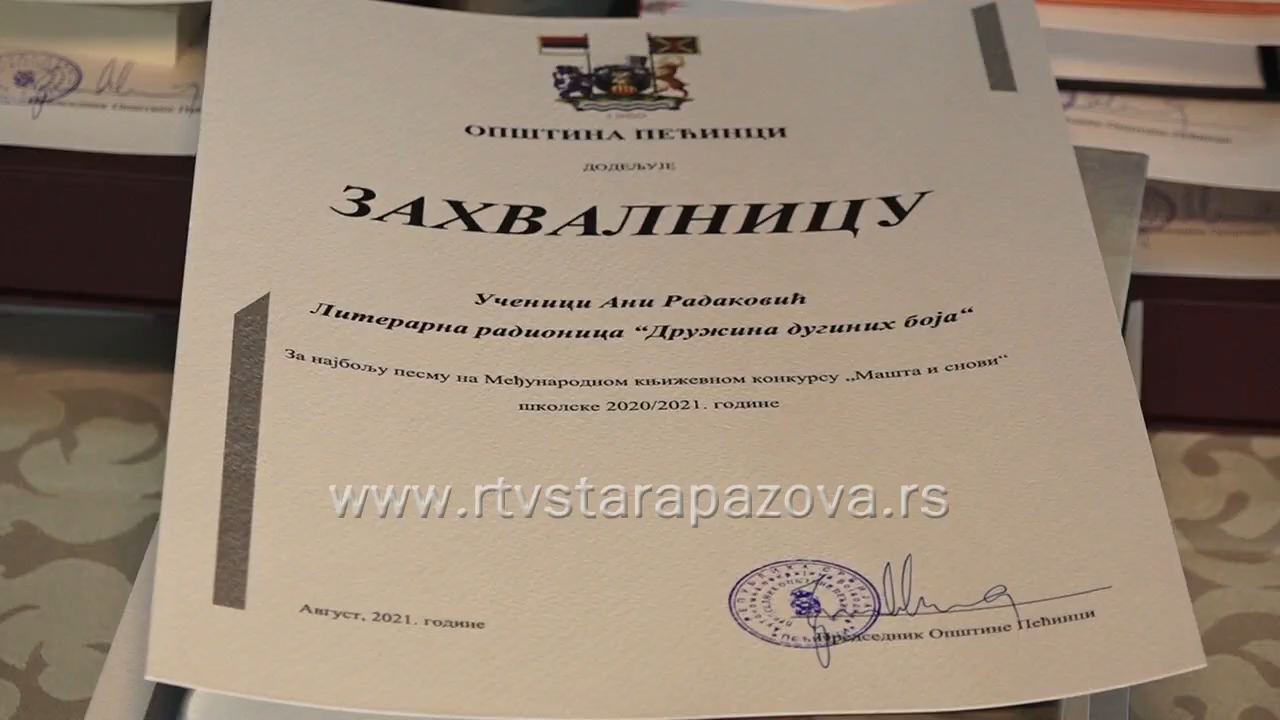 ОПШТИНА ПЕЋИНЦИ
ДОДЕЉУЈЕ
ЗАХВАЛНИЦУ
Ученици Ани Радаковић
Литерарна радионица “Дружина дугиних боја“
За најбољу песму на Међународном књижевном конкурсу „Машта и снови“
школске 2020/2021. године
www.rtvstarapazova.rs
Август, 2021. године
Председник Општине Пећинци